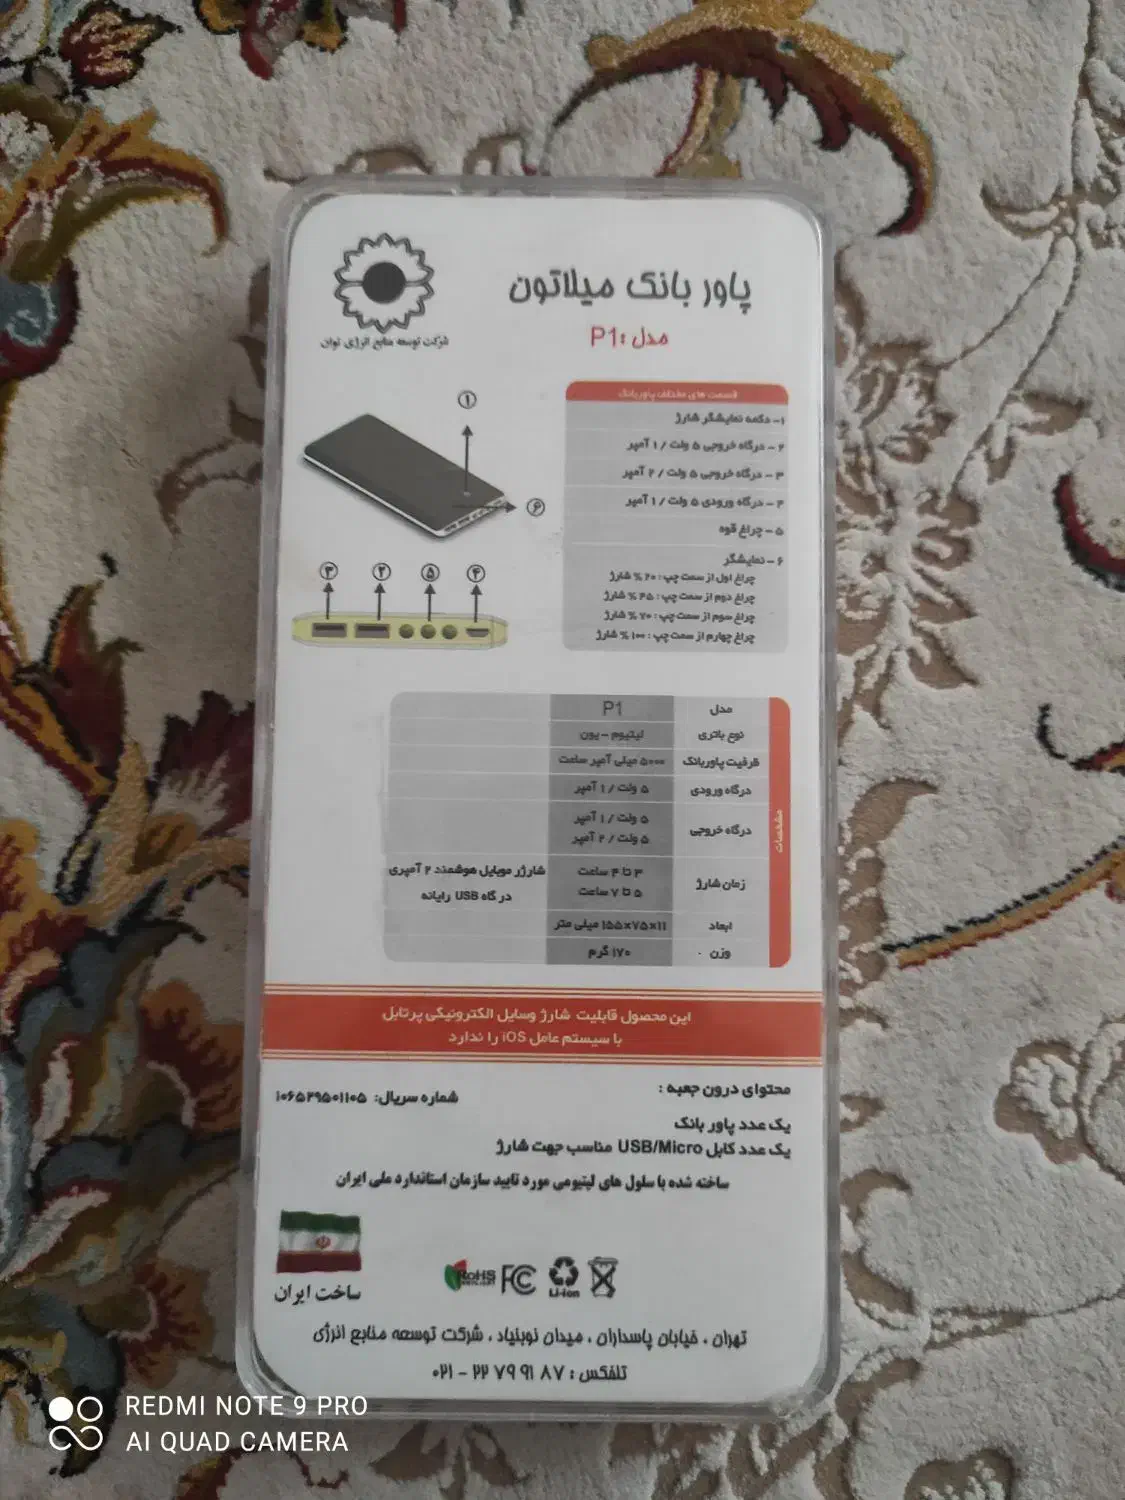 پاور بانک میلاتون
مدل: P1
شرکت توسعه منابع انرژی توان
قسمت های مختلف پاوربانک
۱- دکمه نمایشگر شارژ
۲ - درگاه خروجی ۵ ولت / ۱ آمپر
۳ - درگاه خروجی ۵ ولت / ۲ آمپر
۴ - درگاه ورودی ۵ ولت / ۱ آمپر
۵ - چراغ قوه
۶ - نمایشگر
چراغ اول از سمت چپ : ۲۰ % شارژ
چراغ دوم از سمت چپ : ۴۵ % شارژ
چراغ سوم از سمت چپ : ۷۰ % شارژ
چراغ چهارم از سمت چپ : ۱۰۰ % شارژ
۱
۶
۳ ۲ ۵ ۴
مشخصات
مدل P1
نوع باتری لیتیوم - یون
ظرفیت پاوربانک ۵۰۰۰ میلی آمپر ساعت
درگاه ورودی ۵ ولت / ۱ آمپر
درگاه خروجی ۵ ولت / ۱ آمپر
۵ ولت / ۲ آمپر
زمان شارژ ۳ تا ۴ ساعت شارژر موبایل هوشمند ۲ آمپری
۵ تا ۷ ساعت درگاه USB رایانه
ابعاد ۱۵۵x۷۵x۱۱ میلی متر
وزن ۱۷۰ گرم
این محصول قابلیت شارژ وسایل الکترونیکی پرتابل
با سیستم عامل iOS را ندارد
محتوای درون جعبه :
شماره سریال: ۱۰۶۵۲۹۵۰۱۱۰۵
یک عدد پاور بانک
یک عدد کابل USB/Micro مناسب جهت شارژ
ساخته شده با سلول های لیتیومی مورد تایید سازمان استاندارد ملی ایران
ساخت ایران
RoHS FC Li-Ion
تهران ، خیابان پاسداران ، میدان نوبنیاد ، شرکت توسعه منابع انرژی
تلفکس : ۸۷ ۹۱ ۷۹ ۲۲ - ۰۲۱
REDMI NOTE 9 PRO
AI QUAD CAMERA